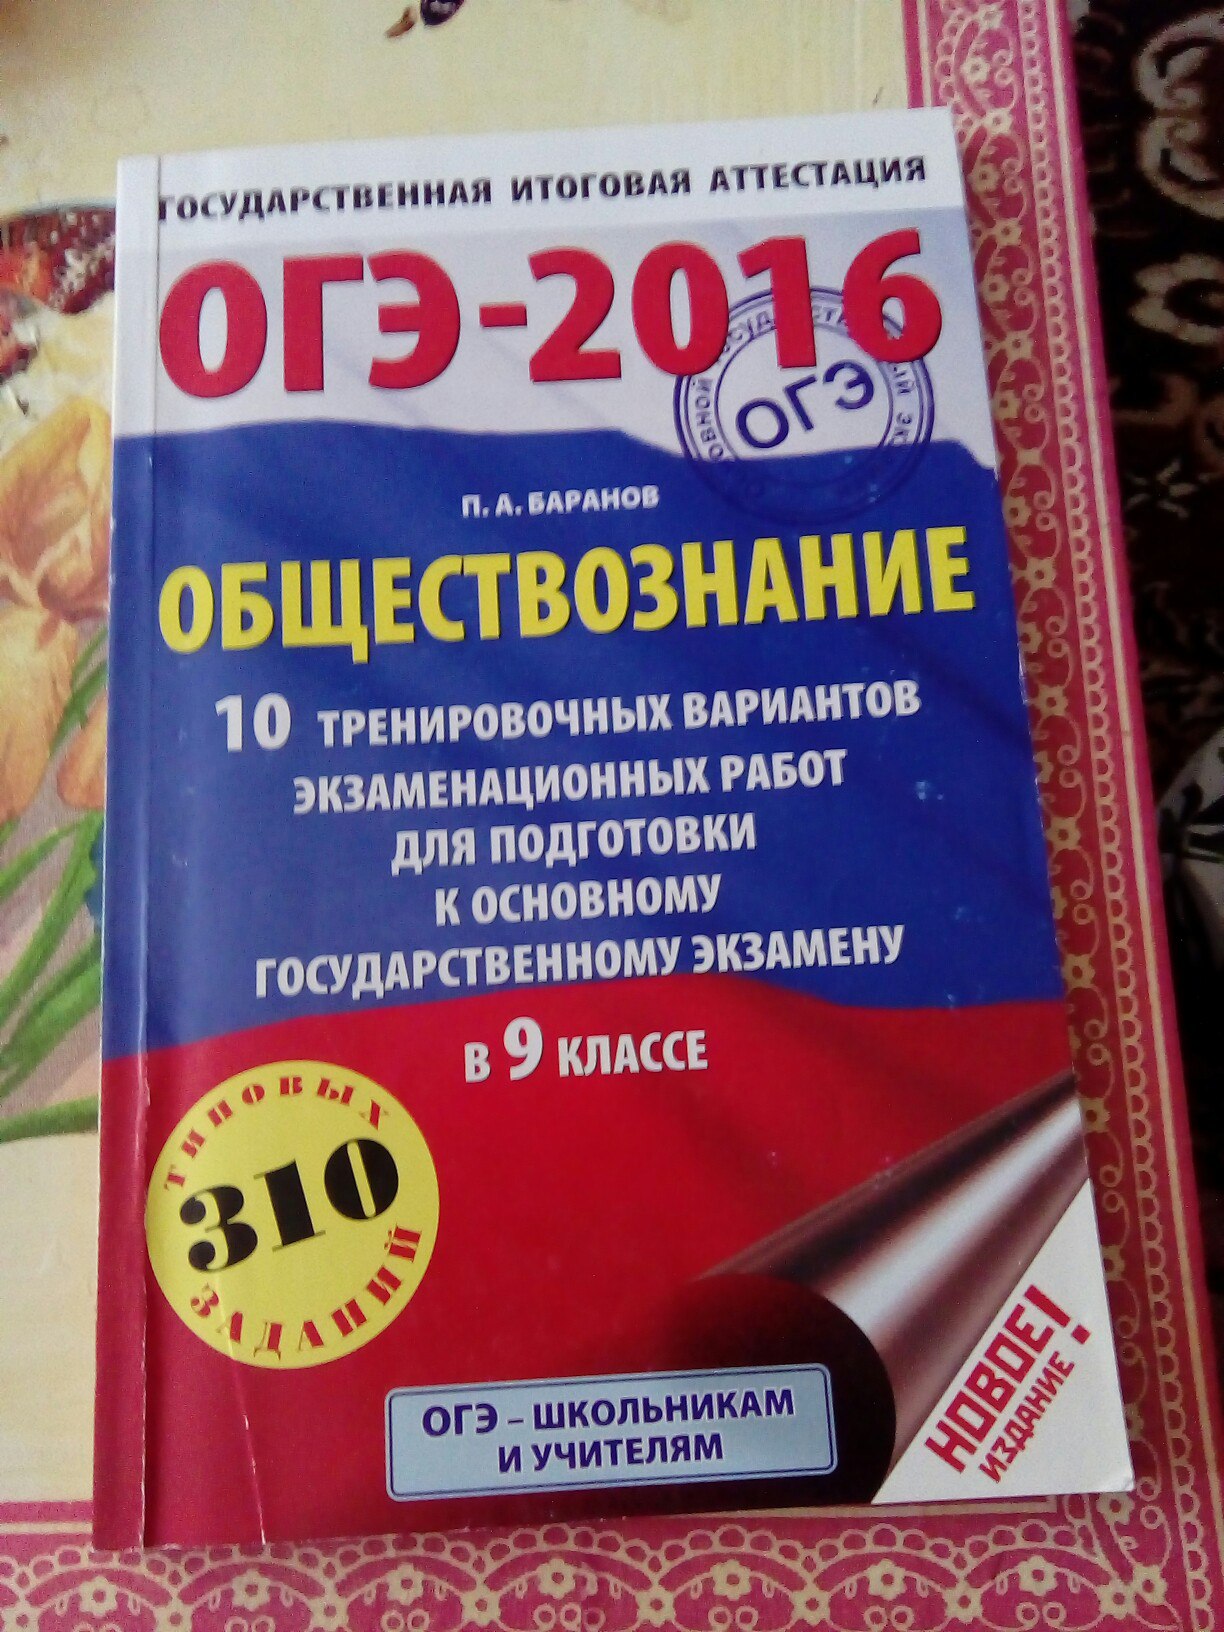 ГОСУДАРСТВЕННАЯ ИТОГОВАЯ АТТЕСТАЦИЯ
ОГЭ-2016
ОГЭ
П. А. БАРАНОВ
ОБЩЕСТВОЗНАНИЕ
10 ТРЕНИРОВОЧНЫХ ВАРИАНТОВ
ЭКЗАМЕНАЦИОННЫХ РАБОТ
ДЛЯ ПОДГОТОВКИ
К ОСНОВНОМУ
ГОСУДАРСТВЕННОМУ ЭКЗАМЕНУ
В 9 КЛАССЕ
ТИПОВЫХ
310
ЗАДАНИЙ
НОВОЕ!
ИЗДАНИЕ
ОГЭ – ШКОЛЬНИКАМ
И УЧИТЕЛЯМ